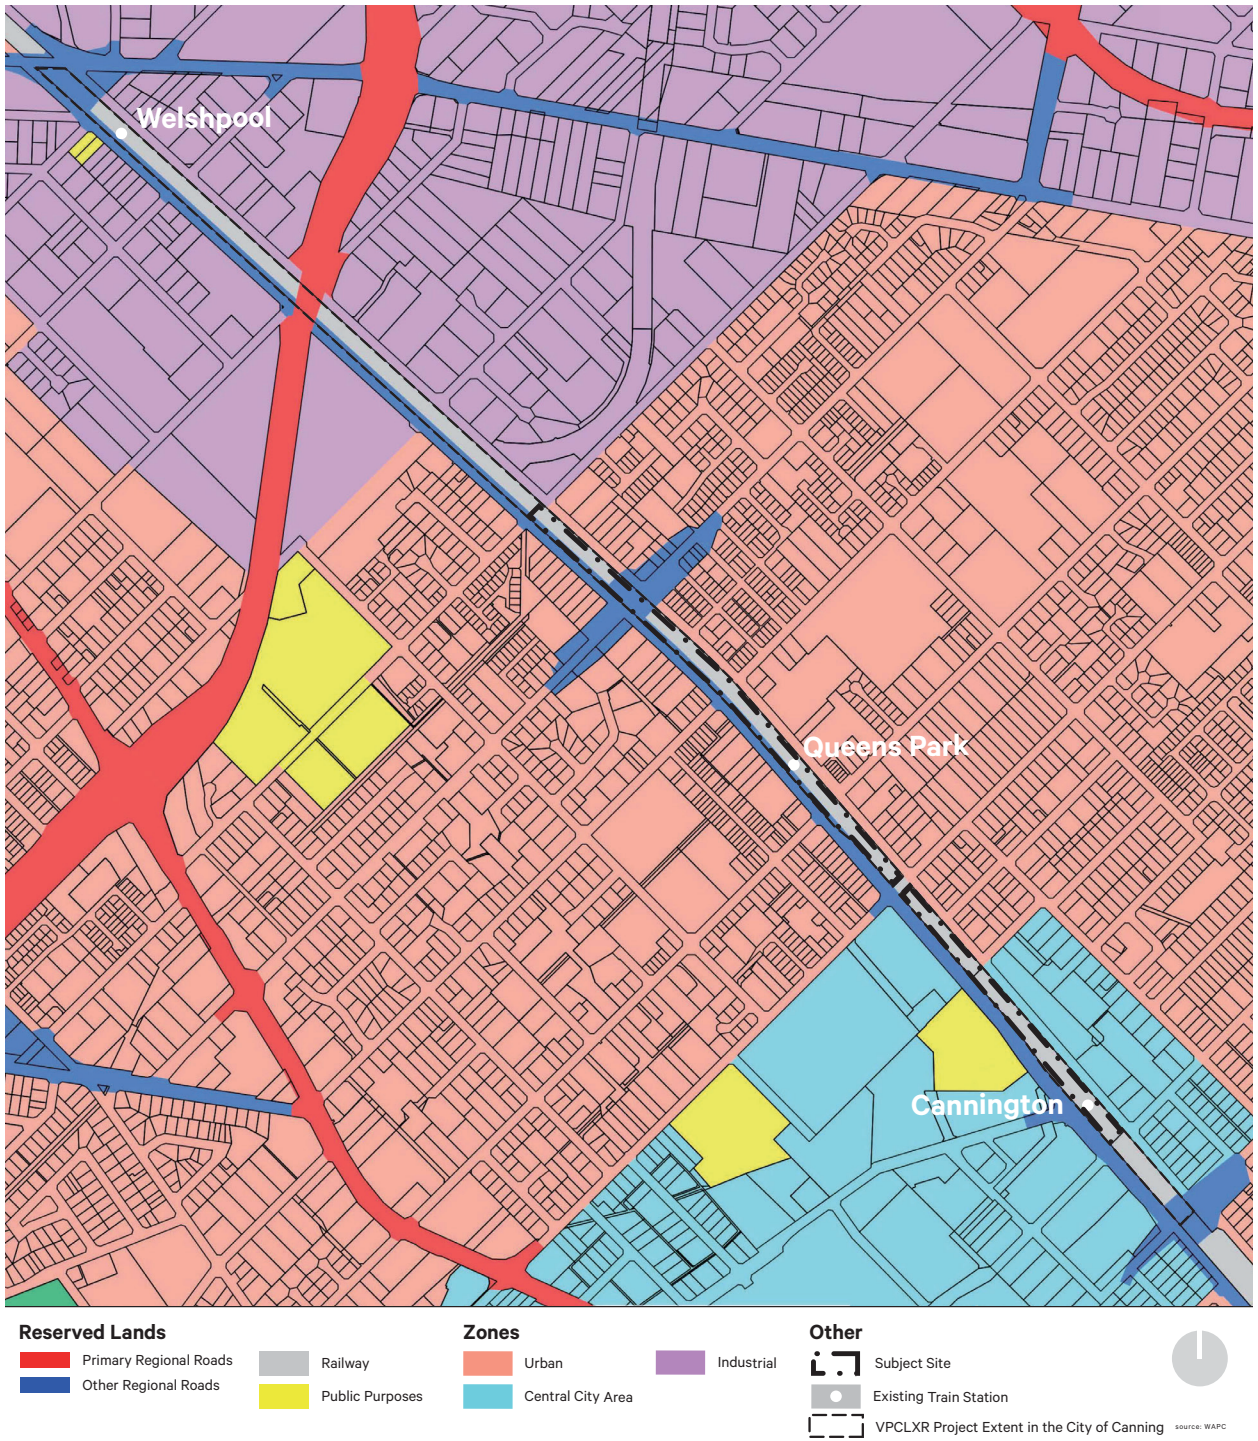 Welshpool
Queens Park
Cannington
Reserved Lands
Primary Regional Roads
Other Regional Roads
Railway
Public Purposes
Zones
Urban
Central City Area
Industrial
Other
Subject Site
Existing Train Station
VPCLXR Project Extent in the City of Canning
source: WAPC